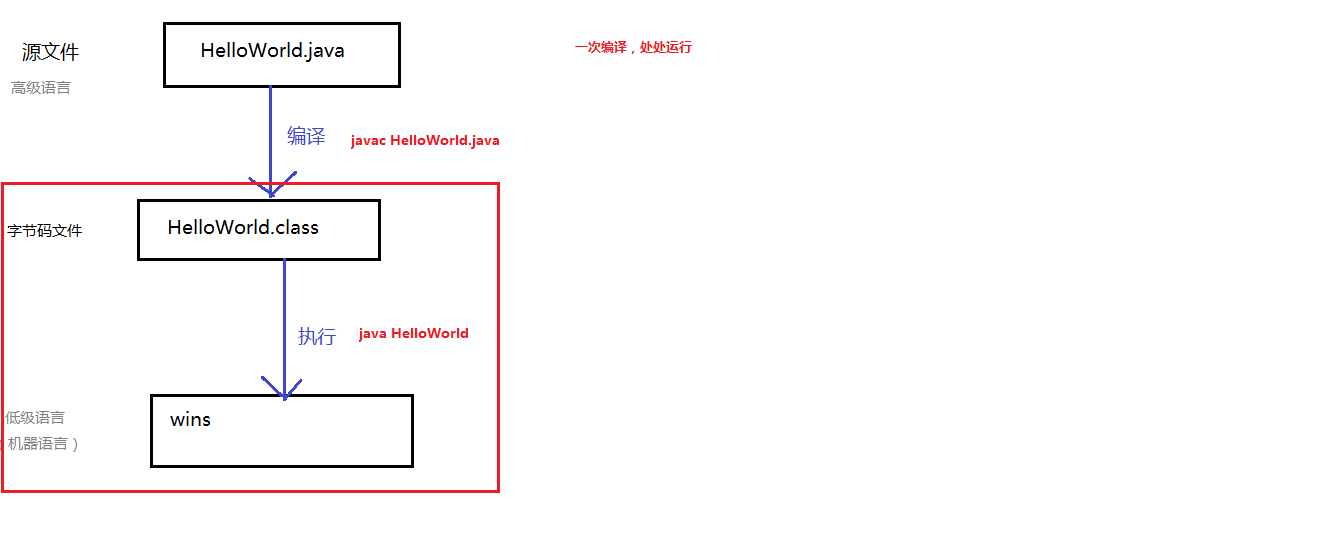 源文件
HelloWorld.java
一次编译，处处运行
高级语言
编译
javac HelloWorld.java
字节码文件
HelloWorld.class
执行
java HelloWorld
低级语言
wins
（机器语言）